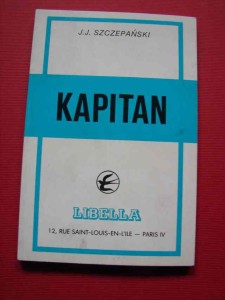 J.J. SZCZEPAŃSKI
KAPITAN
LIBELLA
12, RUE SAINT-LOUIS-EN-L'ILE — PARIS IV